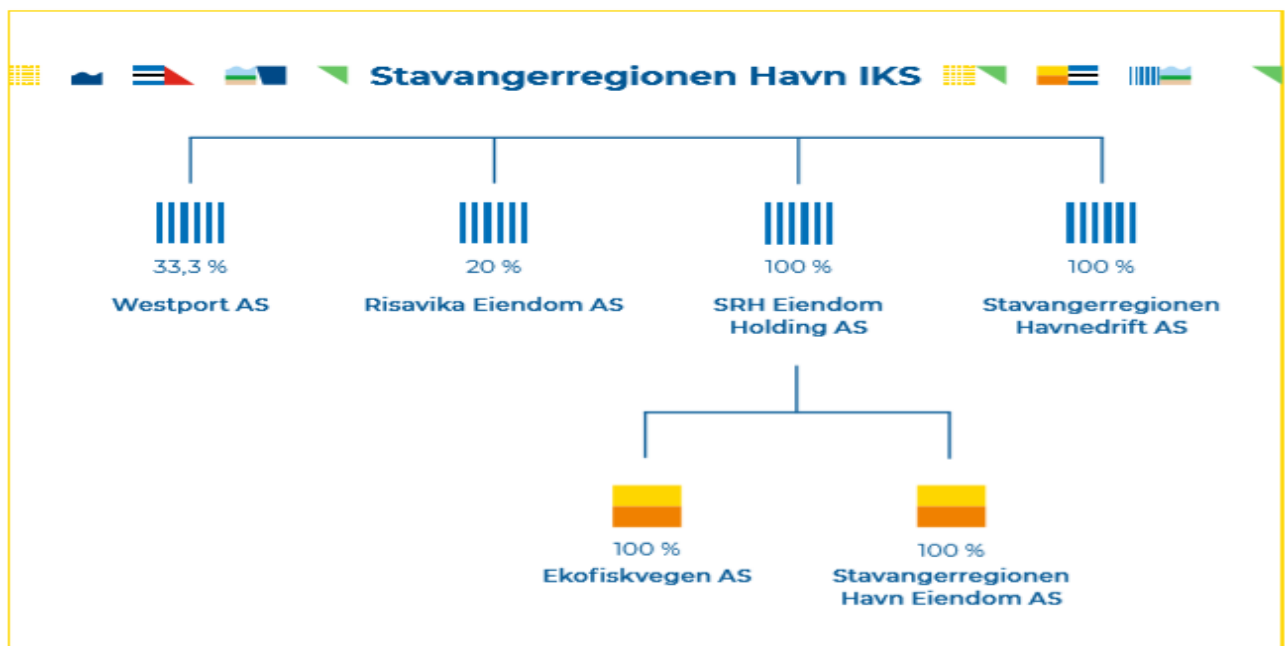 Stavangerregionen Havn IKS
33,3 %
Westport AS
20 %
Risavika Eiendom AS
100 %
SRH Eiendom
Holding AS
100 %
Stavangerregionen
Havnedrift AS
100 %
Ekofiskvegen AS
100 %
Stavangerregionen
Havn Eiendom AS